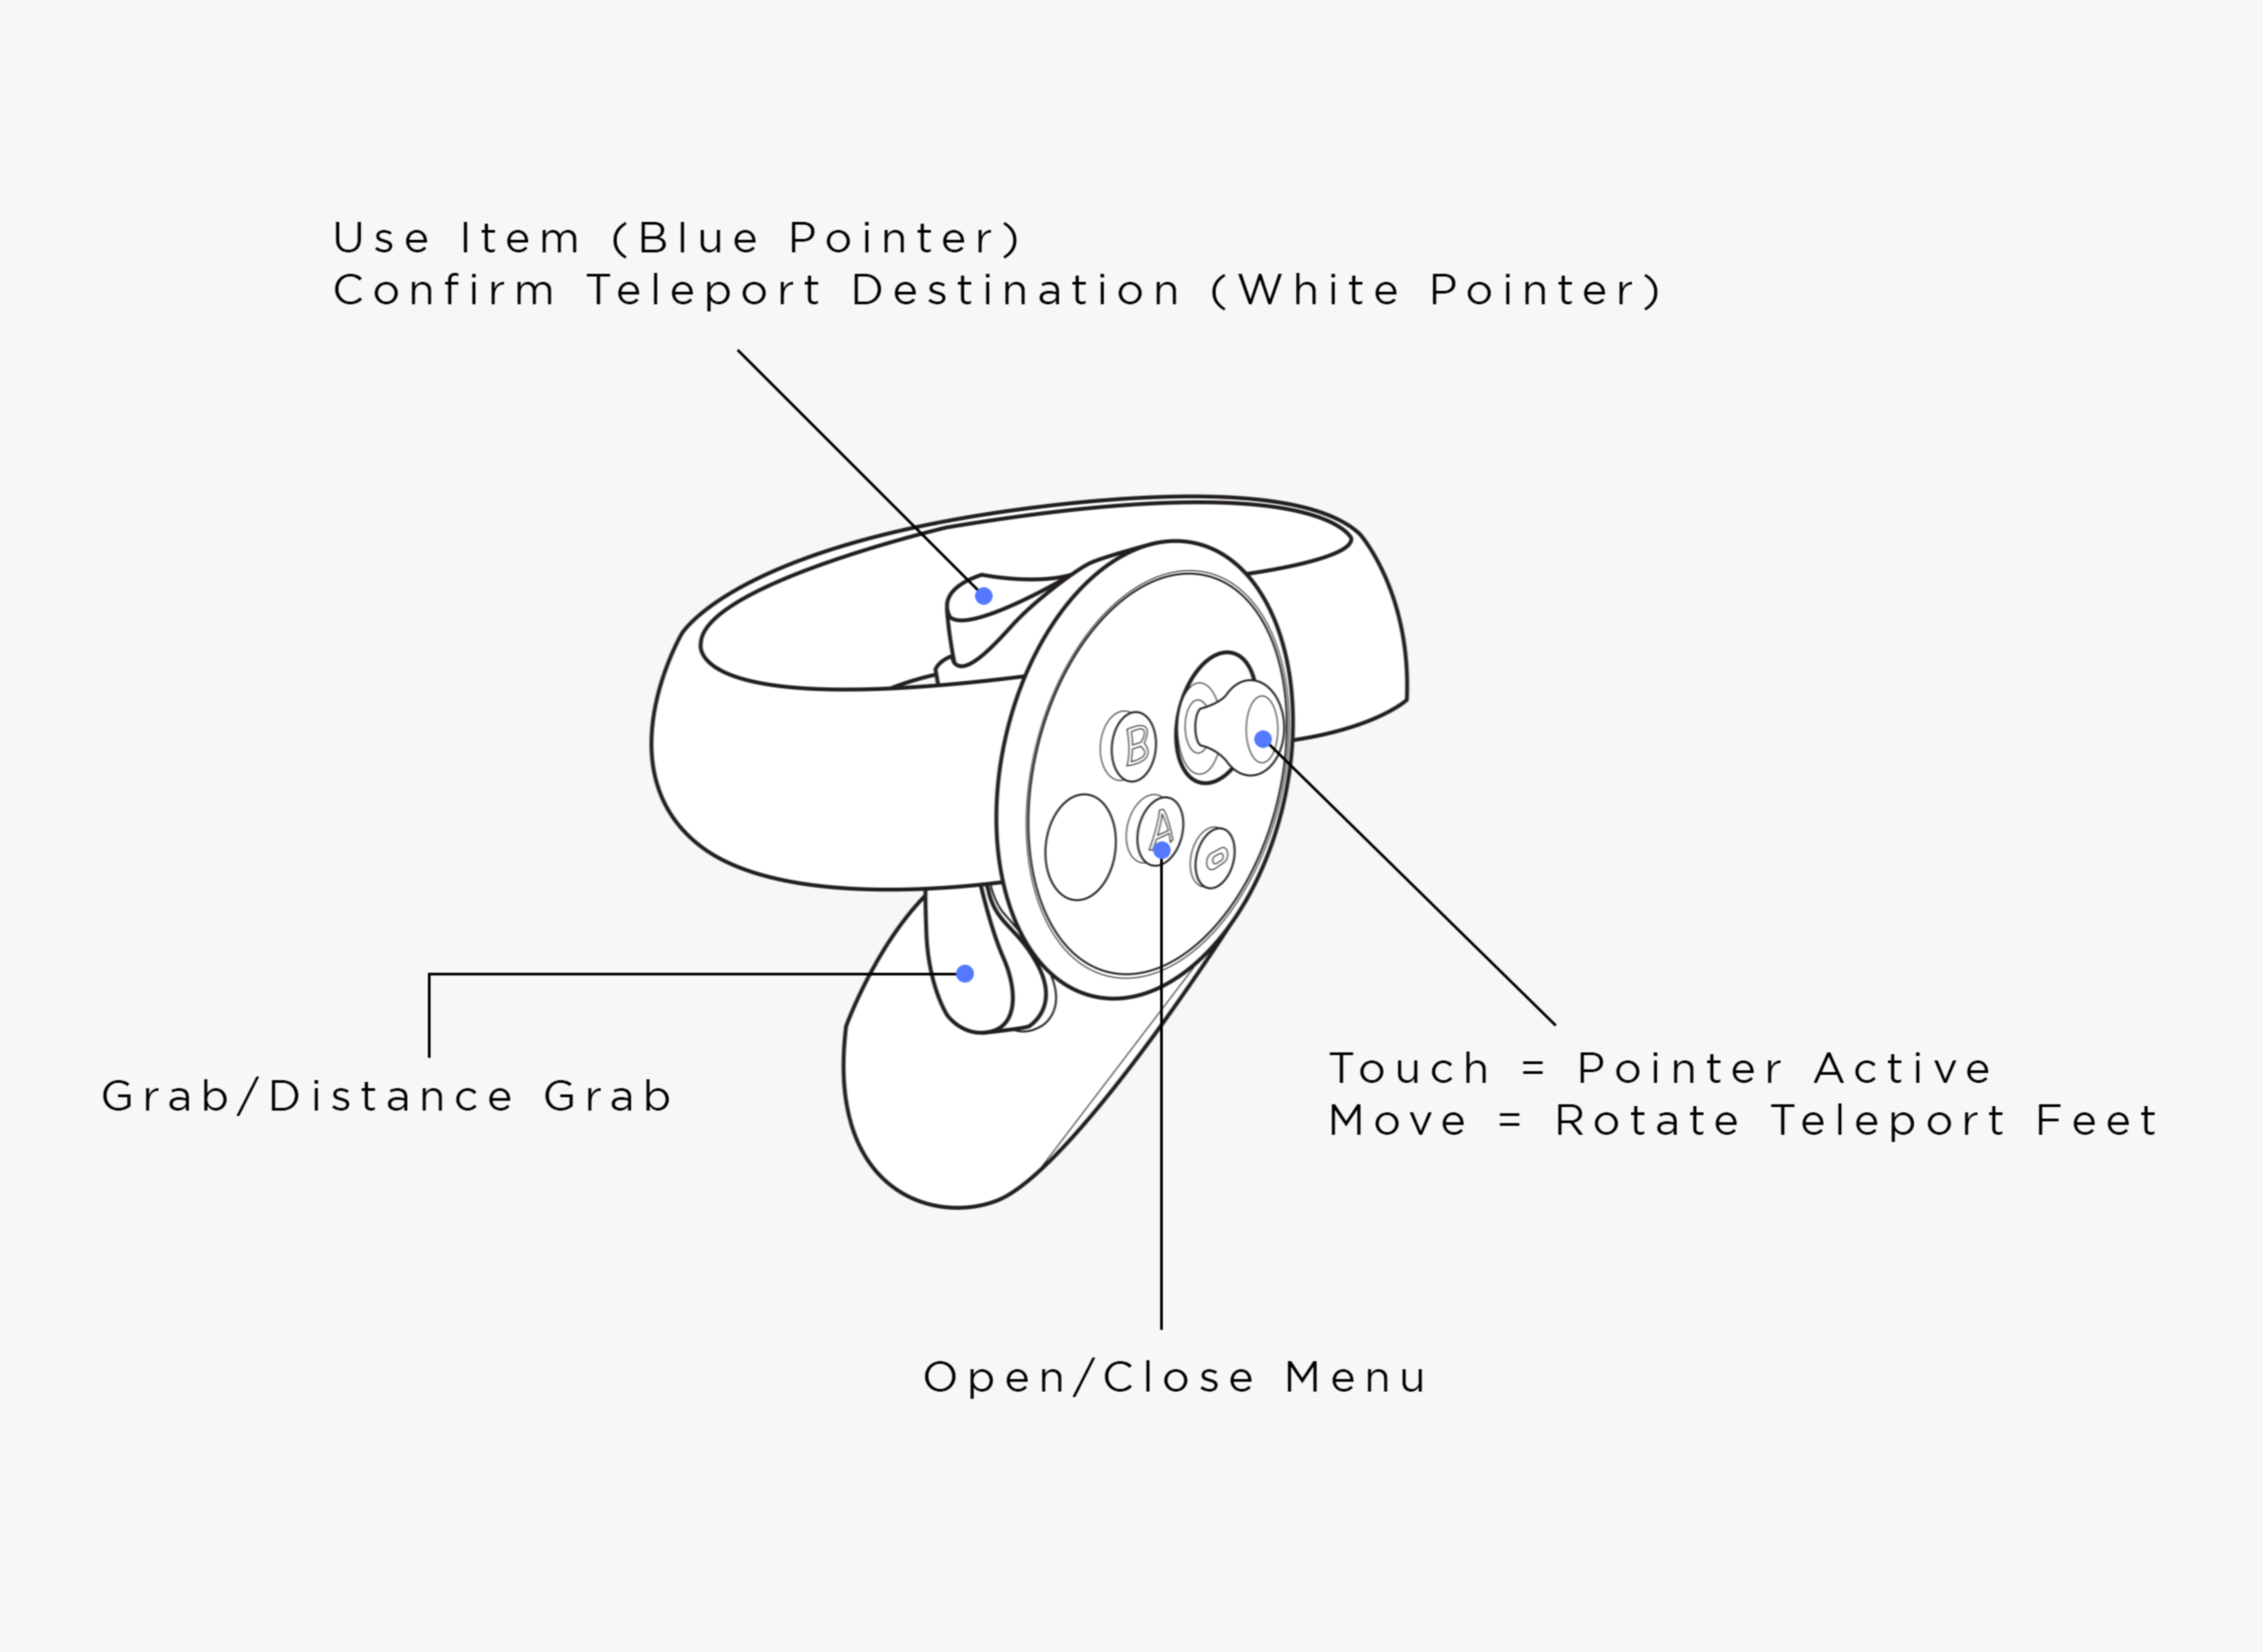 Use Item (Blue Pointer)
Confirm Teleport Destination (White Pointer)
B
A
Grab/Distance Grab
Touch = Pointer Active
Move = Rotate Teleport Feet
Open/Close Menu